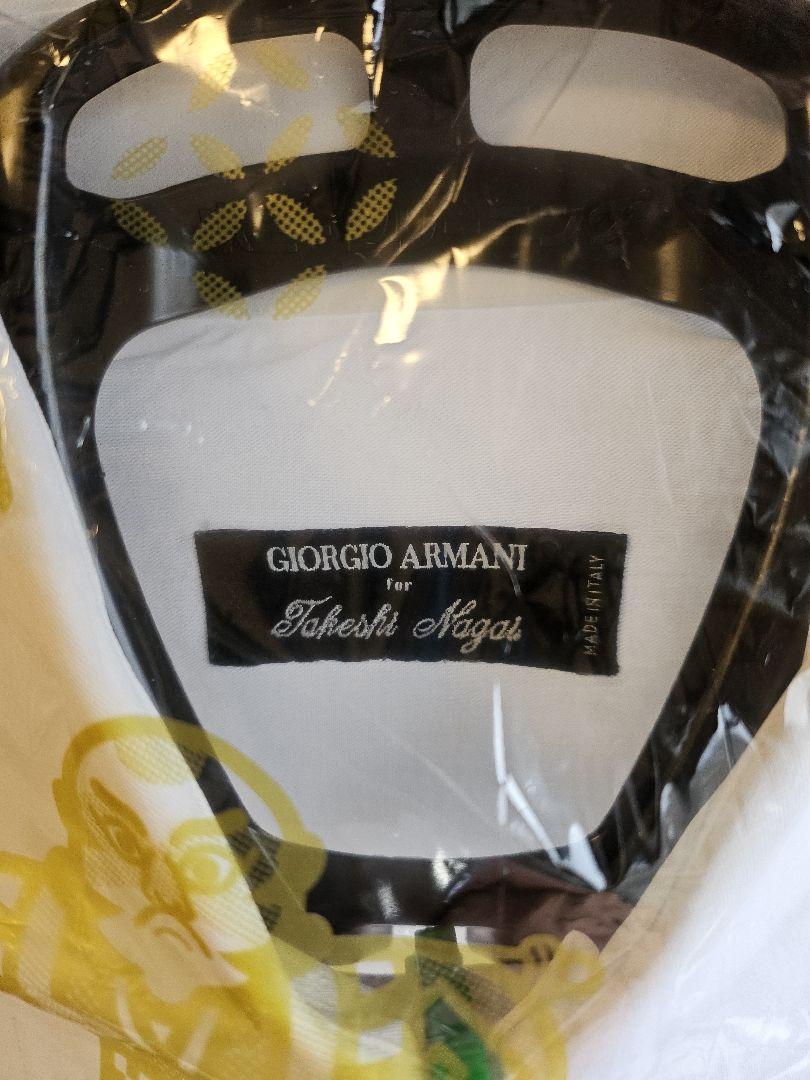 GIORGIO ARMANI
for
Takeshi Nagai
MADE IN ITALY